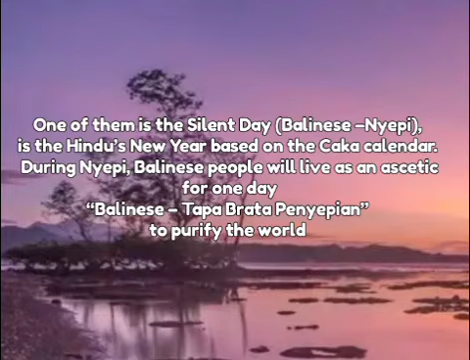 One of them is the Silent Day (Balinese –Nyepi),
is the Hindu's New Year based on the Caka calendar.
During Nyepi, Balinese people will live as an ascetic
for one day
“Balinese – Tapa Brata Penyepian”
to purify the world